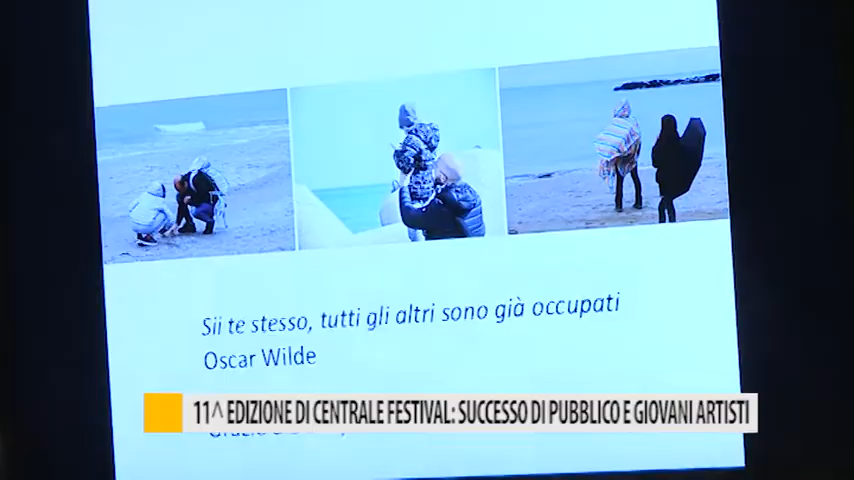 Sii te stesso, tutti gli altri sono già occupati
Oscar Wilde
11^ EDIZIONE DI CENTRALE FESTIVAL: SUCCESSO DI PUBBLICO E GIOVANI ARTISTI